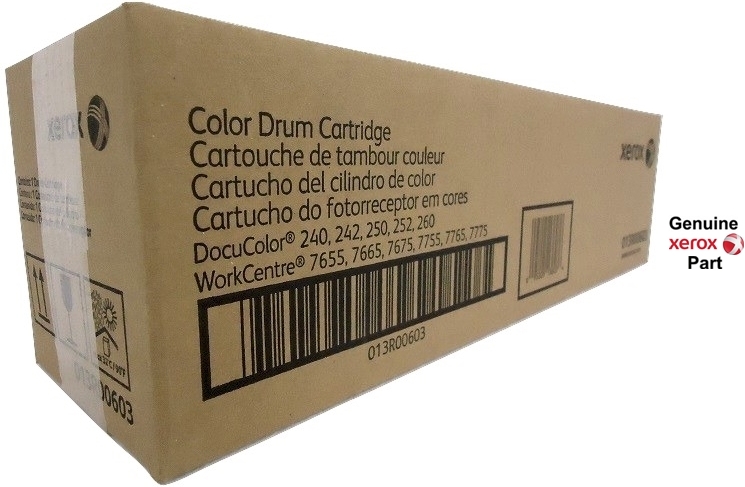 xerox
013R00603
Color Drum Cartridge
Cartouche de tambour couleur
Cartucho del cilindro de color
Cartucho do fotorreceptor em cores
DocuColor® 240, 242, 250, 252, 260
WorkCentre® 7655, 7665, 7675, 7755, 7765, 7775
013R00603
xerox
013R00603
Genuine
xerox
Part